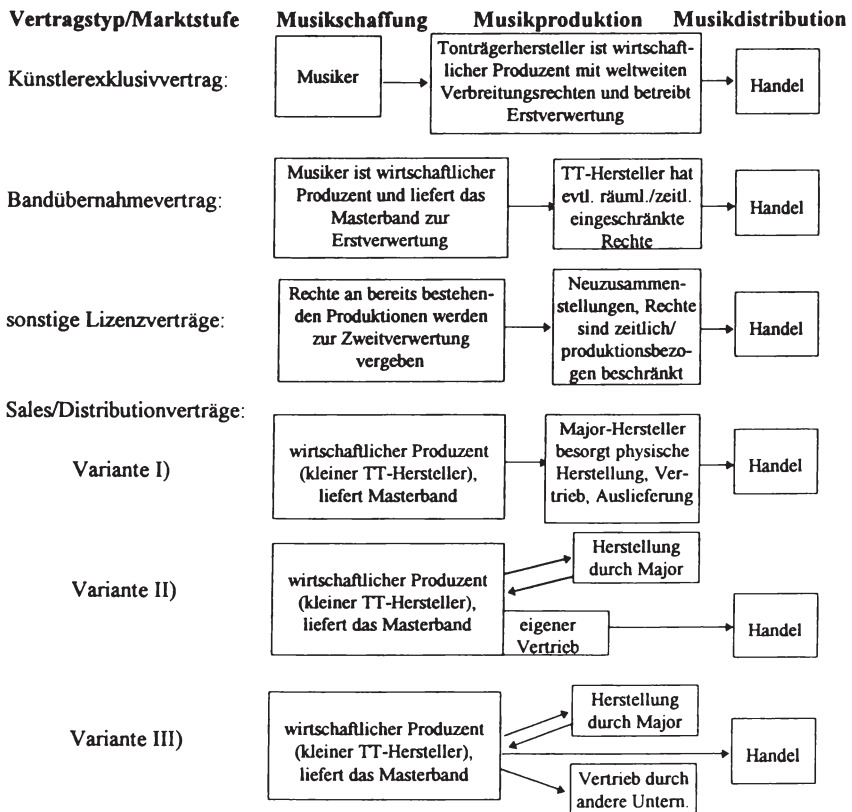 Vertragstyp/Marktstufe Musikschaffung Musikproduktion Musikdistribution
Künstlerexklusivvertrag:
Musiker
Tonträgerhersteller ist wirtschaft-
licher Produzent mit weltweiten
Verbreitungsrechten und betreibt
Erstverwertung
Handel
Bandübernahmevertrag:
Musiker ist wirtschaftlicher
Produzent und liefert das
Masterband zur
Erstverwertung
TT-Hersteller hat
evtl. räuml./zeitl.
eingeschränkte
Rechte
Handel
sonstige Lizenzverträge:
Rechte an bereits bestehen-
den Produktionen werden
zur Zweitverwertung
vergeben
Neuzusammen-
stellungen, Rechte
sind zeitlich/
produktionsbezo-
gen beschränkt
Handel
Sales/Distributionverträge:
Variante I)
wirtschaftlicher Produzent
(kleiner TT-Hersteller),
liefert Masterband
Major-Hersteller
besorgt physische
Herstellung, Ver-
trieb, Auslieferung
Handel
Variante II)
wirtschaftlicher Produzent
(kleiner TT-Hersteller),
liefert das Masterband
Herstellung
durch Major
eigener
Vertrieb
Handel
Variante III)
wirtschaftlicher Produzent
(kleiner TT-Hersteller),
liefert das Masterband
Herstellung
durch Major
Handel
Vertrieb durch
andere Untern.